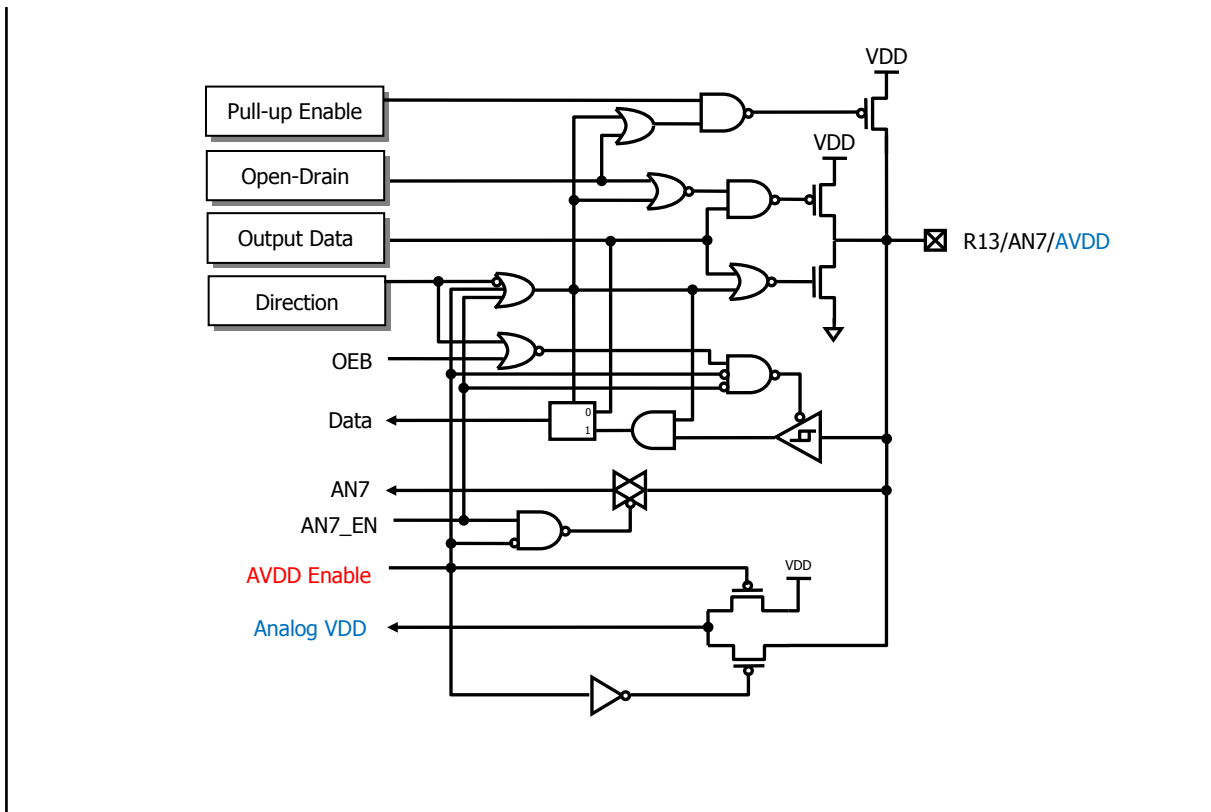 VDD
Pull-up Enable
VDD
Open-Drain
Output Data
R13/AN7/AVDD
Direction
OEB
0
Data
1
AN7
AN7_EN
AVDD Enable
VDD
Analog VDD